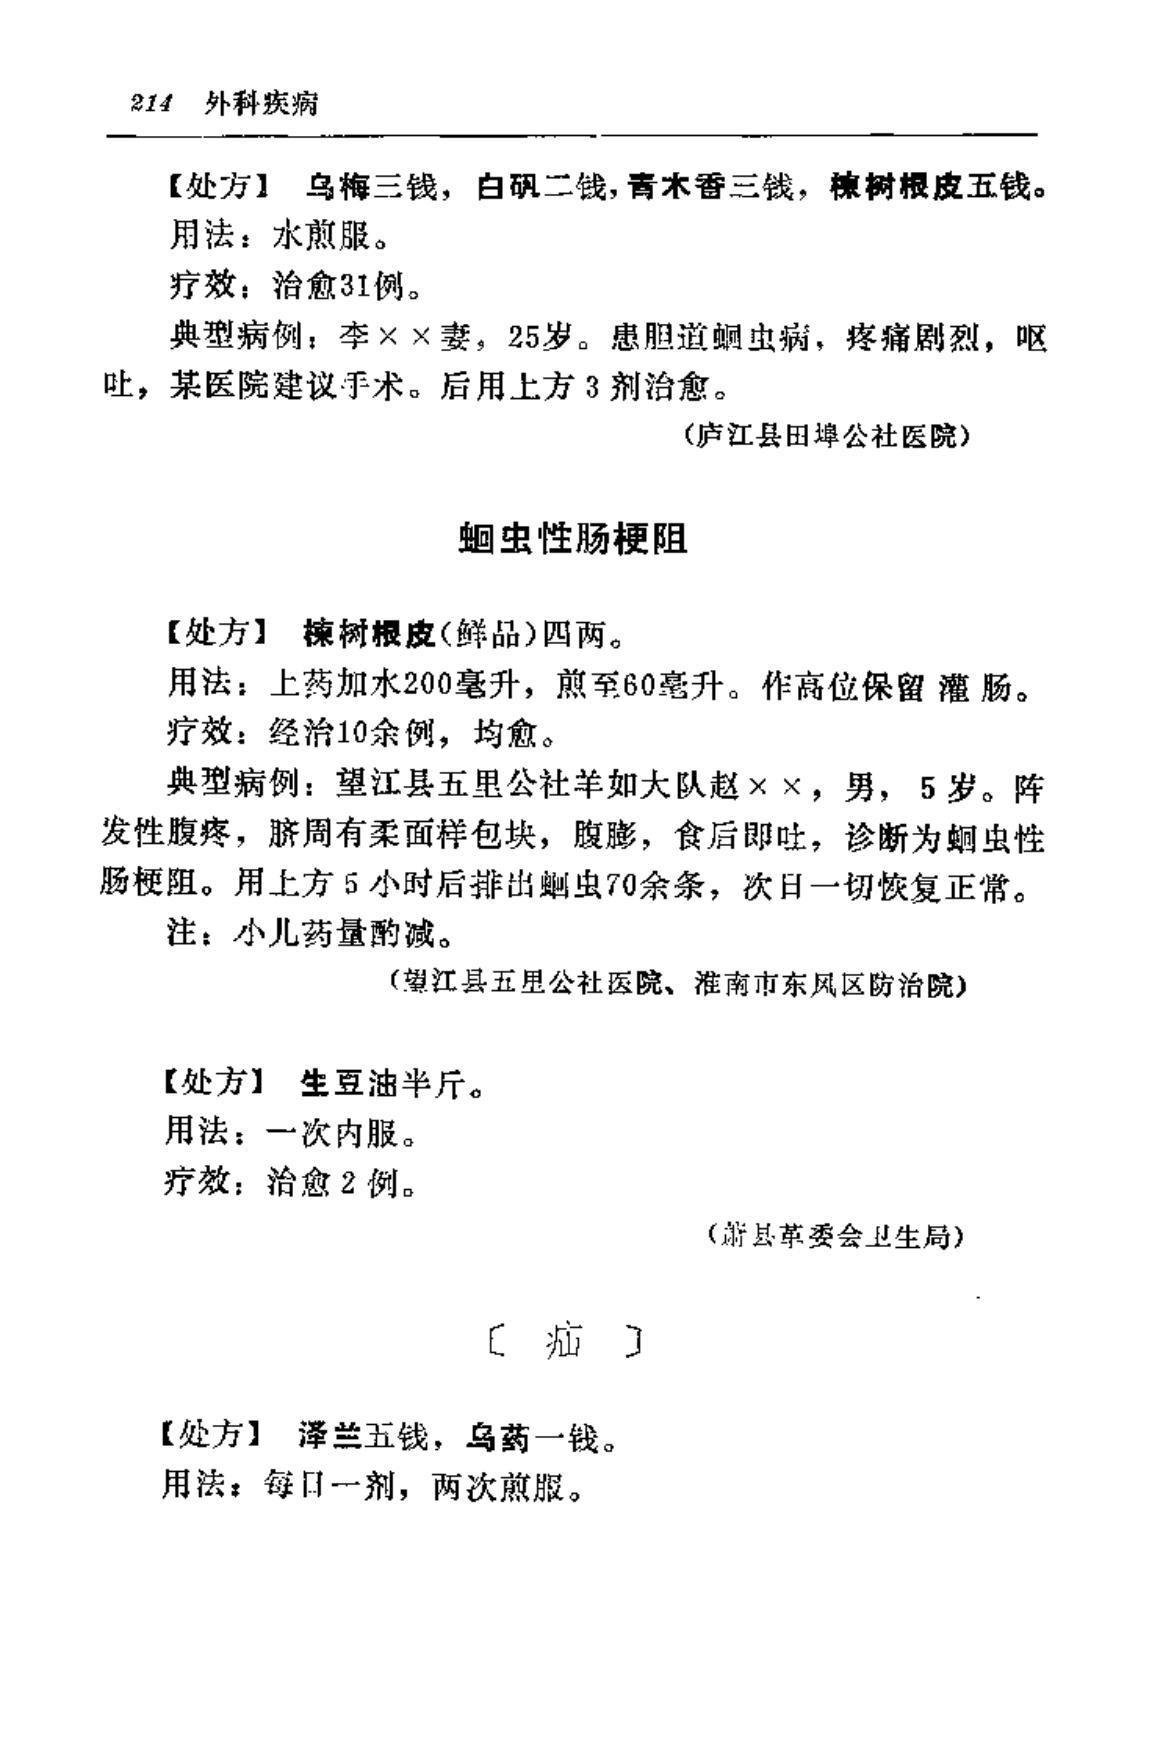 214 外科疾病
【处方】 乌梅三钱，白矾二钱，青木香三钱，楝树根皮五钱。
用法：水煎服。
疗效：治愈31例。
典型病例：李××妻，25岁。患胆道蛔虫病，疼痛剧烈，呕
吐，某医院建议手术。后用上方3剂治愈。
（庐江县田埠公社医院）
蛔虫性肠梗阻
【处方】 楝树根皮（鲜品）四两。
用法：上药加水200毫升，煎至60毫升。作高位保留灌肠。
疗效：经治10余例，均愈。
典型病例：望江县五里公社羊如大队赵××，男，5岁。阵
发性腹疼，脐周有柔面样包块，腹膨，食后即吐，诊断为蛔虫性
肠梗阻。用上方5小时后排出蛔虫70余条，次日一切恢复正常。
注：小儿药量酌减。
（望江县五里公社医院、淮南市东风区防治院）
【处方】 生豆油半斤。
用法：一次内服。
疗效：治愈2例。
（萧县革委会卫生局）
〔 疝 〕
【处方】 泽兰五钱，乌药一钱。
用法：每日一剂，两次煎服。